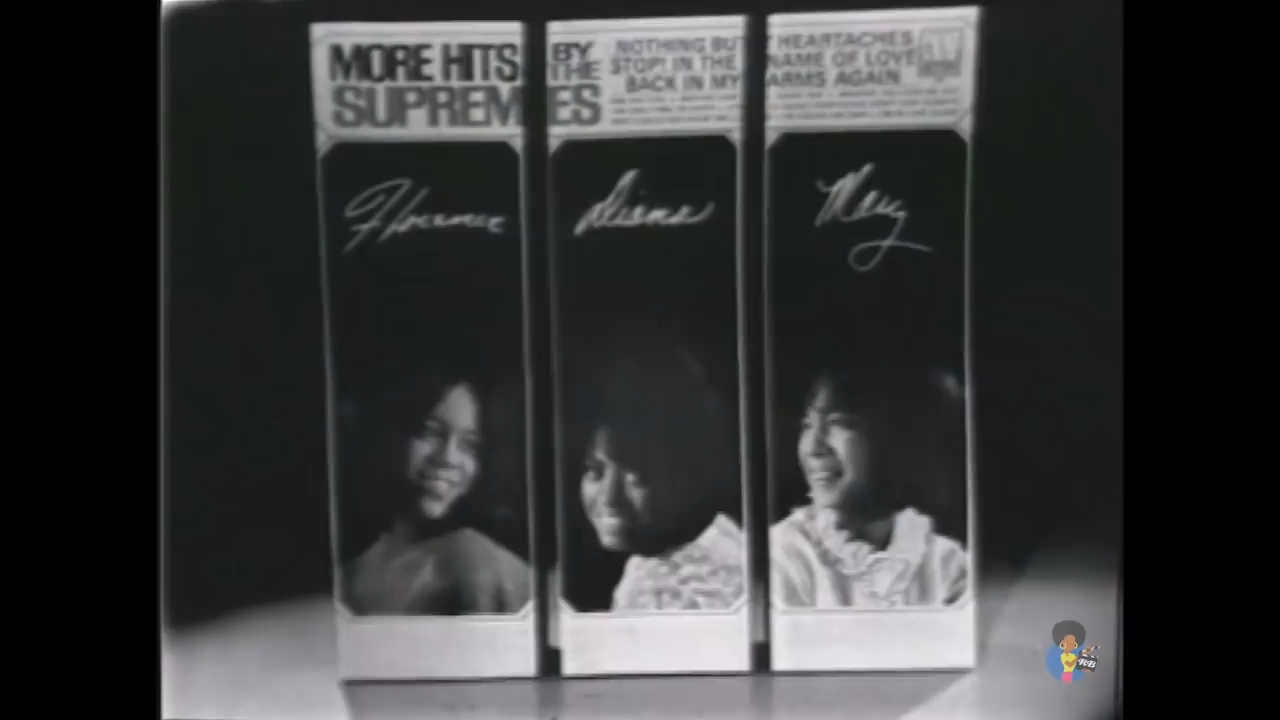 MORE HITS BY
THE
SUPREMES
NOTHING BUT HEARTACHES
STOP! IN THE NAME OF LOVE
BACK IN MY ARMS AGAIN
Florence
Diana
Mary
RB